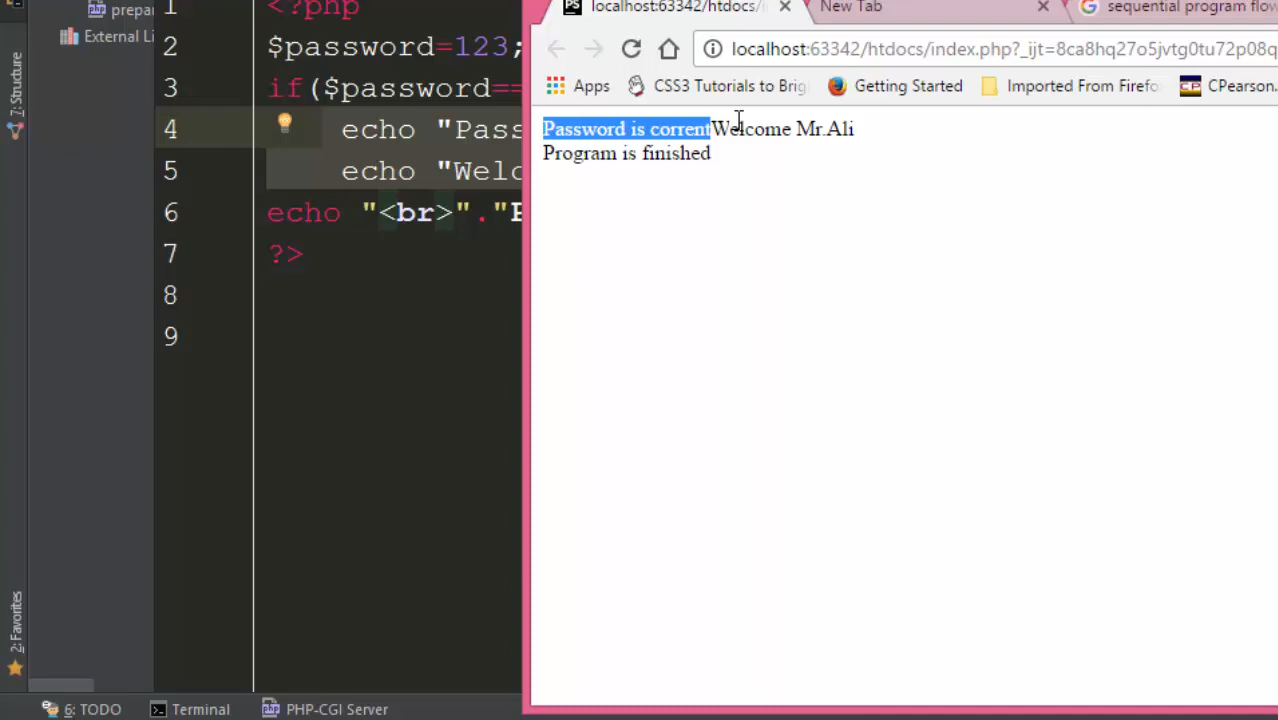 prepar
External Li
7: Structure
2: Favorites
1 <?php
2 $password=123;
3 if($password==
4 echo "Pass
5 echo "Welc
6 echo "<br>"."P
7 ?>
8
9
6: TODO
Terminal
PHP-CGI Server
localhost:63342/htdocs/i
New Tab
sequential program flow
localhost:63342/htdocs/index.php?_ijt=8ca8hq27o5jvtg0tu72p08q
Apps
CSS3 Tutorials to Brig
Getting Started
Imported From Firefo
CPearson.
Password is correntWelcome Mr.Ali
Program is finished